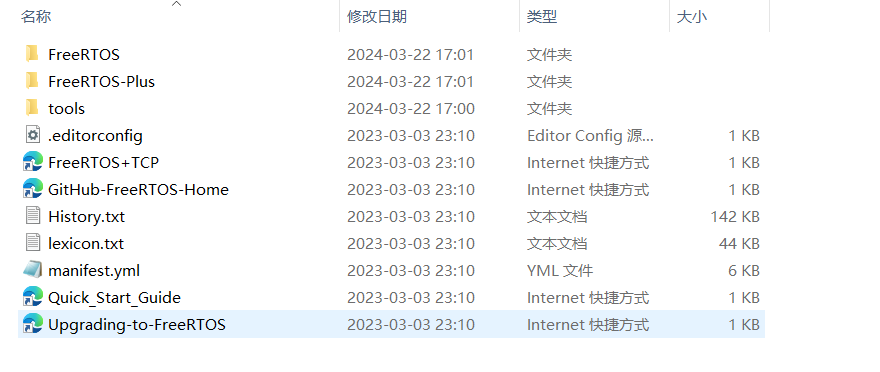 名称 修改日期 类型 大小
FreeRTOS 2024-03-22 17:01 文件夹
FreeRTOS-Plus 2024-03-22 17:01 文件夹
tools 2024-03-22 17:00 文件夹
.editorconfig 2023-03-03 23:10 Editor Config 源... 1 KB
FreeRTOS+TCP 2023-03-03 23:10 Internet 快捷方式 1 KB
GitHub-FreeRTOS-Home 2023-03-03 23:10 Internet 快捷方式 1 KB
History.txt 2023-03-03 23:10 文本文档 142 KB
lexicon.txt 2023-03-03 23:10 文本文档 44 KB
manifest.yml 2023-03-03 23:10 YML 文件 6 KB
Quick_Start_Guide 2023-03-03 23:10 Internet 快捷方式 1 KB
Upgrading-to-FreeRTOS 2023-03-03 23:10 Internet 快捷方式 1 KB